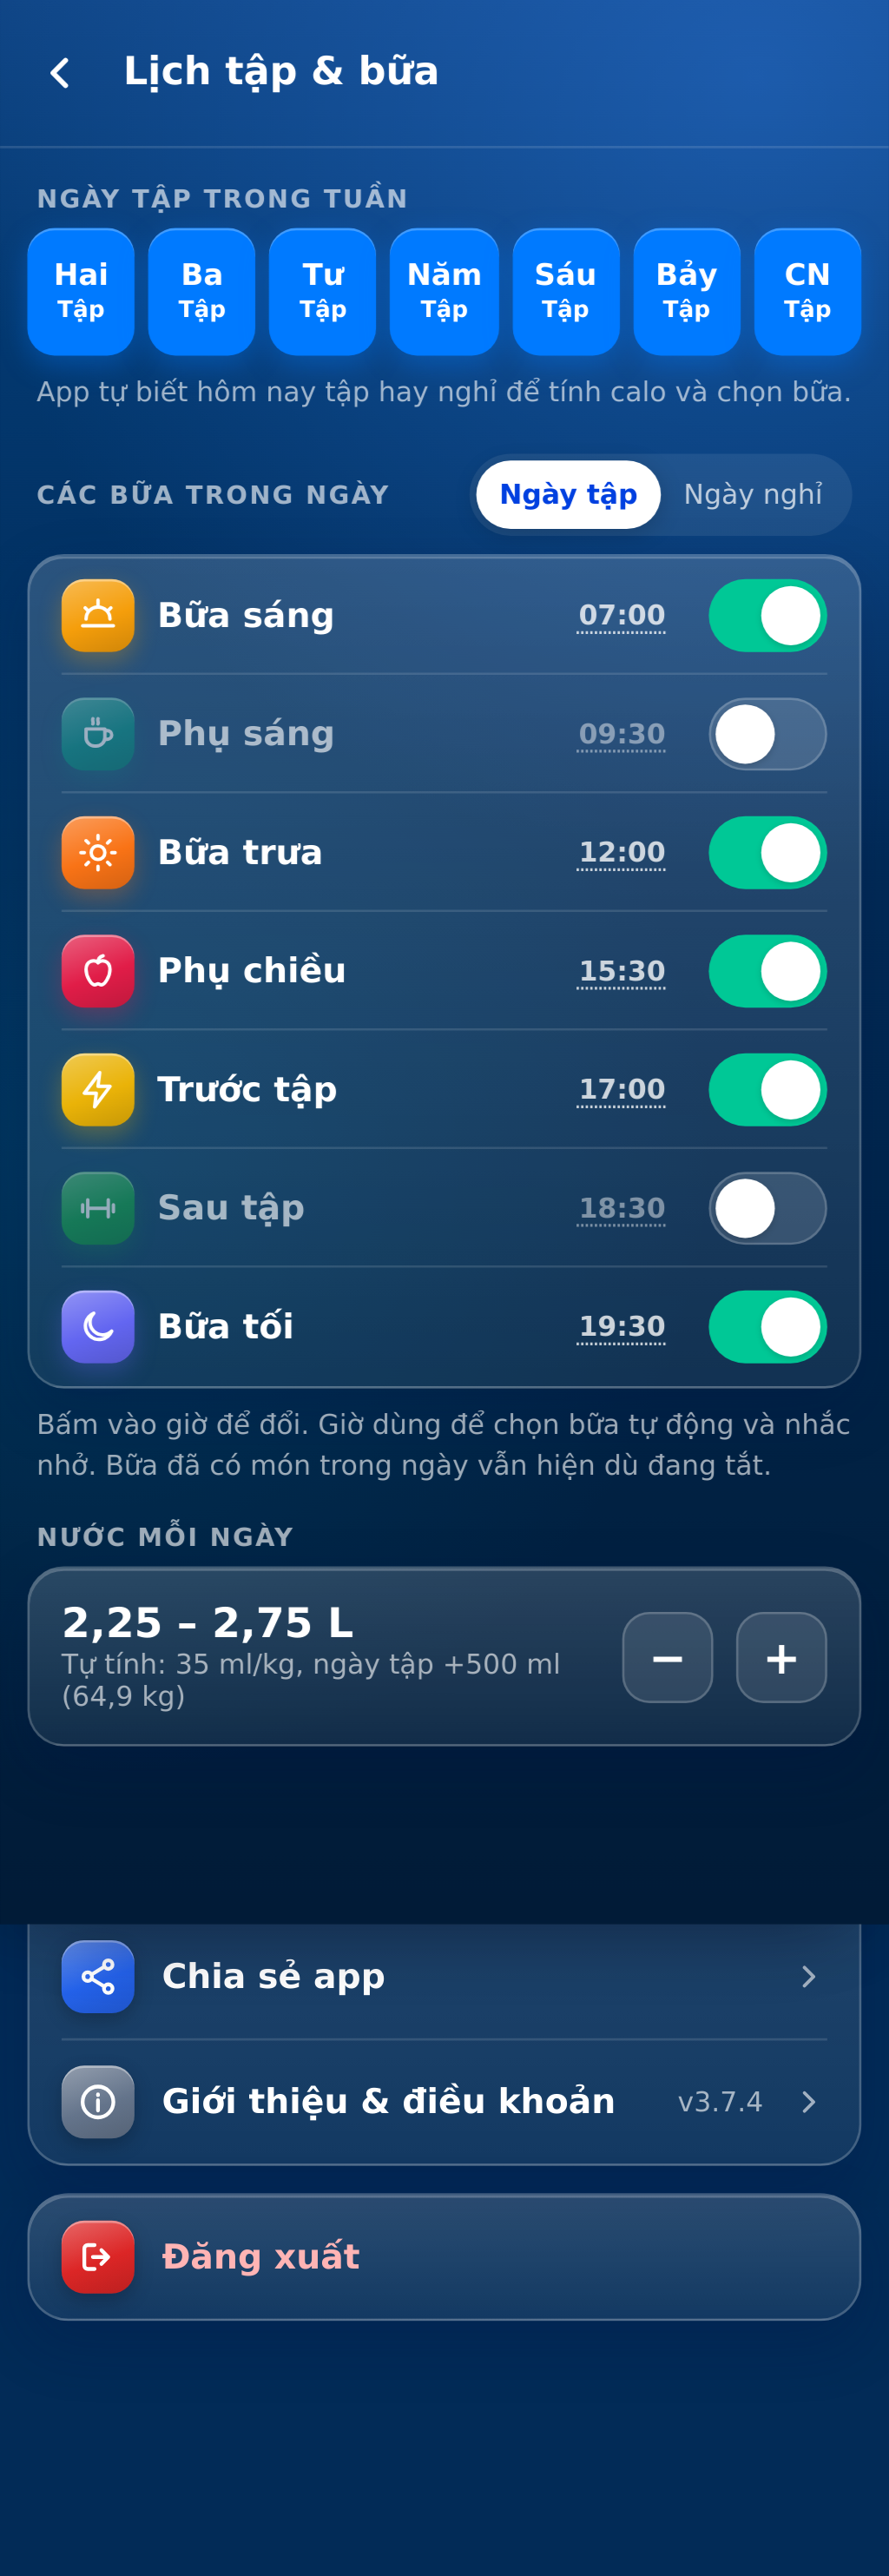 Lịch tập & bữa
NGÀY TẬP TRONG TUẦN
Hai Ba Tư Năm Sáu Bảy CN
Tập Tập Tập Tập Tập Tập Tập
App tự biết hôm nay tập hay nghỉ để tính calo và chọn bữa.
CÁC BỮA TRONG NGÀY Ngày tập Ngày nghỉ
Bữa sáng 07:00
Phụ sáng 09:30
Bữa trưa 12:00
Phụ chiều 15:30
Trước tập 17:00
Sau tập 18:30
Bữa tối 19:30
Bấm vào giờ để đổi. Giờ dùng để chọn bữa tự động và nhắc
nhở. Bữa đã có món trong ngày vẫn hiện dù đang tắt.
NƯỚC MỖI NGÀY
2,25 – 2,75 L
Tự tính: 35 ml/kg, ngày tập +500 ml
(64,9 kg)
Chia sẻ app
Giới thiệu & điều khoản v3.7.4
Đăng xuất